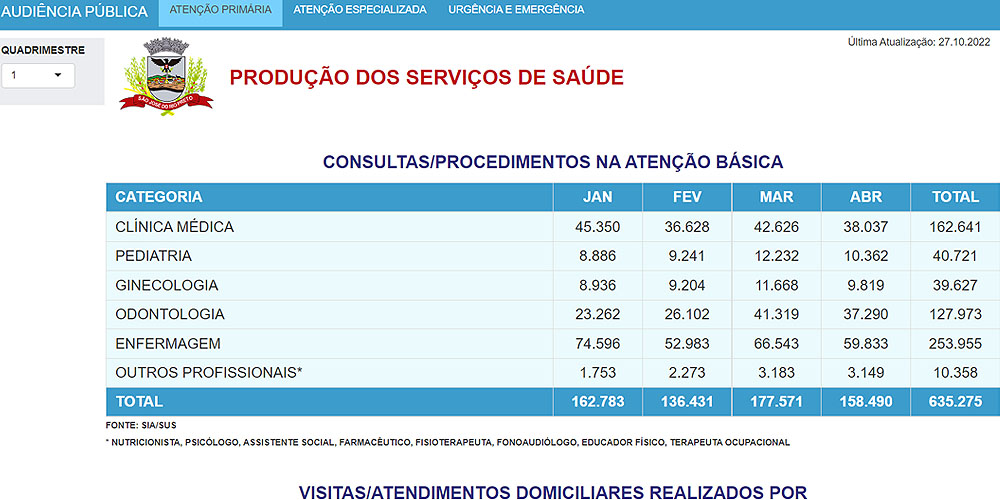 AUDIÊNCIA PÚBLICA ATENÇÃO PRIMÁRIA ATENÇÃO ESPECIALIZADA URGÊNCIA E EMERGÊNCIA
Última Atualização: 27.10.2022
QUADRIMESTRE
1
SÃO JOSÉ DO RIO PRETO
PRODUÇÃO DOS SERVIÇOS DE SAÚDE
CONSULTAS/PROCEDIMENTOS NA ATENÇÃO BÁSICA
CATEGORIA JAN FEV MAR ABR TOTAL
CLÍNICA MÉDICA 45.350 36.628 42.626 38.037 162.641
PEDIATRIA 8.886 9.241 12.232 10.362 40.721
GINECOLOGIA 8.936 9.204 11.668 9.819 39.627
ODONTOLOGIA 23.262 26.102 41.319 37.290 127.973
ENFERMAGEM 74.596 52.983 66.543 59.833 253.955
OUTROS PROFISSIONAIS* 1.753 2.273 3.183 3.149 10.358
TOTAL 162.783 136.431 177.571 158.490 635.275
FONTE: SIA/SUS
* NUTRICIONISTA, PSICÓLOGO, ASSISTENTE SOCIAL, FARMACÊUTICO, FISIOTERAPEUTA, FONOAUDIÓLOGO, EDUCADOR FÍSICO, TERAPEUTA OCUPACIONAL
VISITAS/ATENDIMENTOS DOMICILIARES REALIZADOS POR